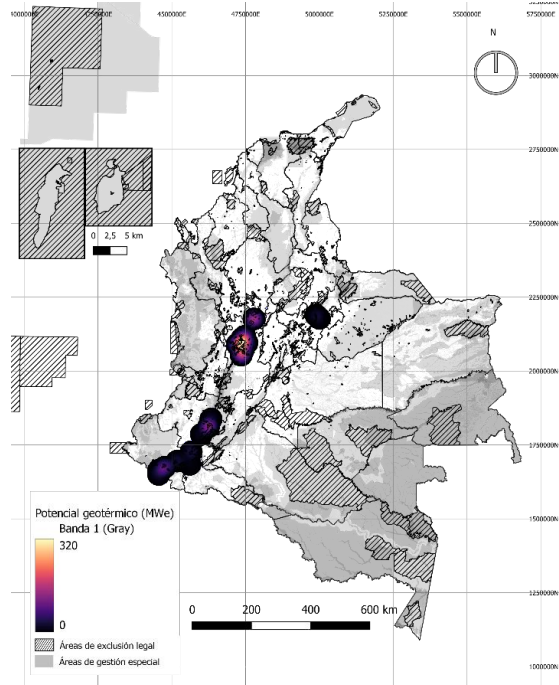 4500000E
4750000E
5000000E
5250000E
5500000E
5750000E
N
3000000N
2750000N
0 2,5 5 km
2500000N
2250000N
2000000N
1750000N
Potencial geotérmico (MWe)
Banda 1 (Gray)
320
0
Áreas de exclusión legal
Áreas de gestión especial
1500000N
1250000N
1000000N
0 200 400 600 km